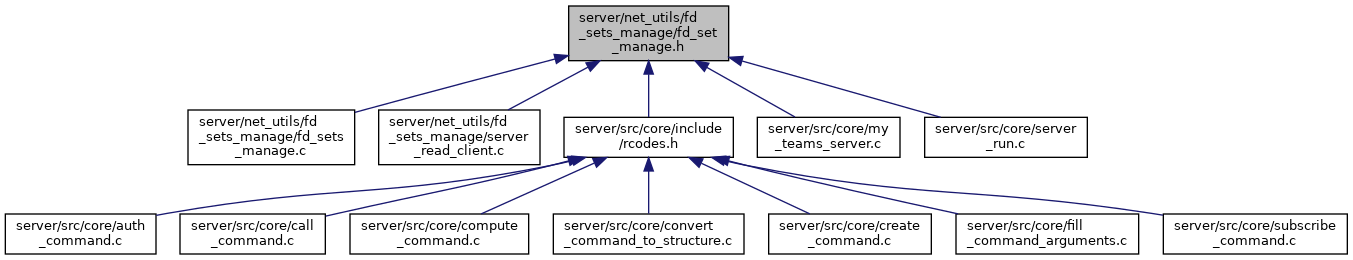 server/net_utils/fd
_sets_manage/fd_set
_manage.h
server/net_utils/fd
_sets_manage/fd_sets
_manage.c
server/net_utils/fd
_sets_manage/server
_read_client.c
server/src/core/include
/rcodes.h
server/src/core/my
_teams_server.c
server/src/core/server
_run.c
server/src/core/auth
_command.c
server/src/core/call
_command.c
server/src/core/compute
_command.c
server/src/core/convert
_command_to_structure.c
server/src/core/create
_command.c
server/src/core/fill
_command_arguments.c
server/src/core/subscribe
_command.c